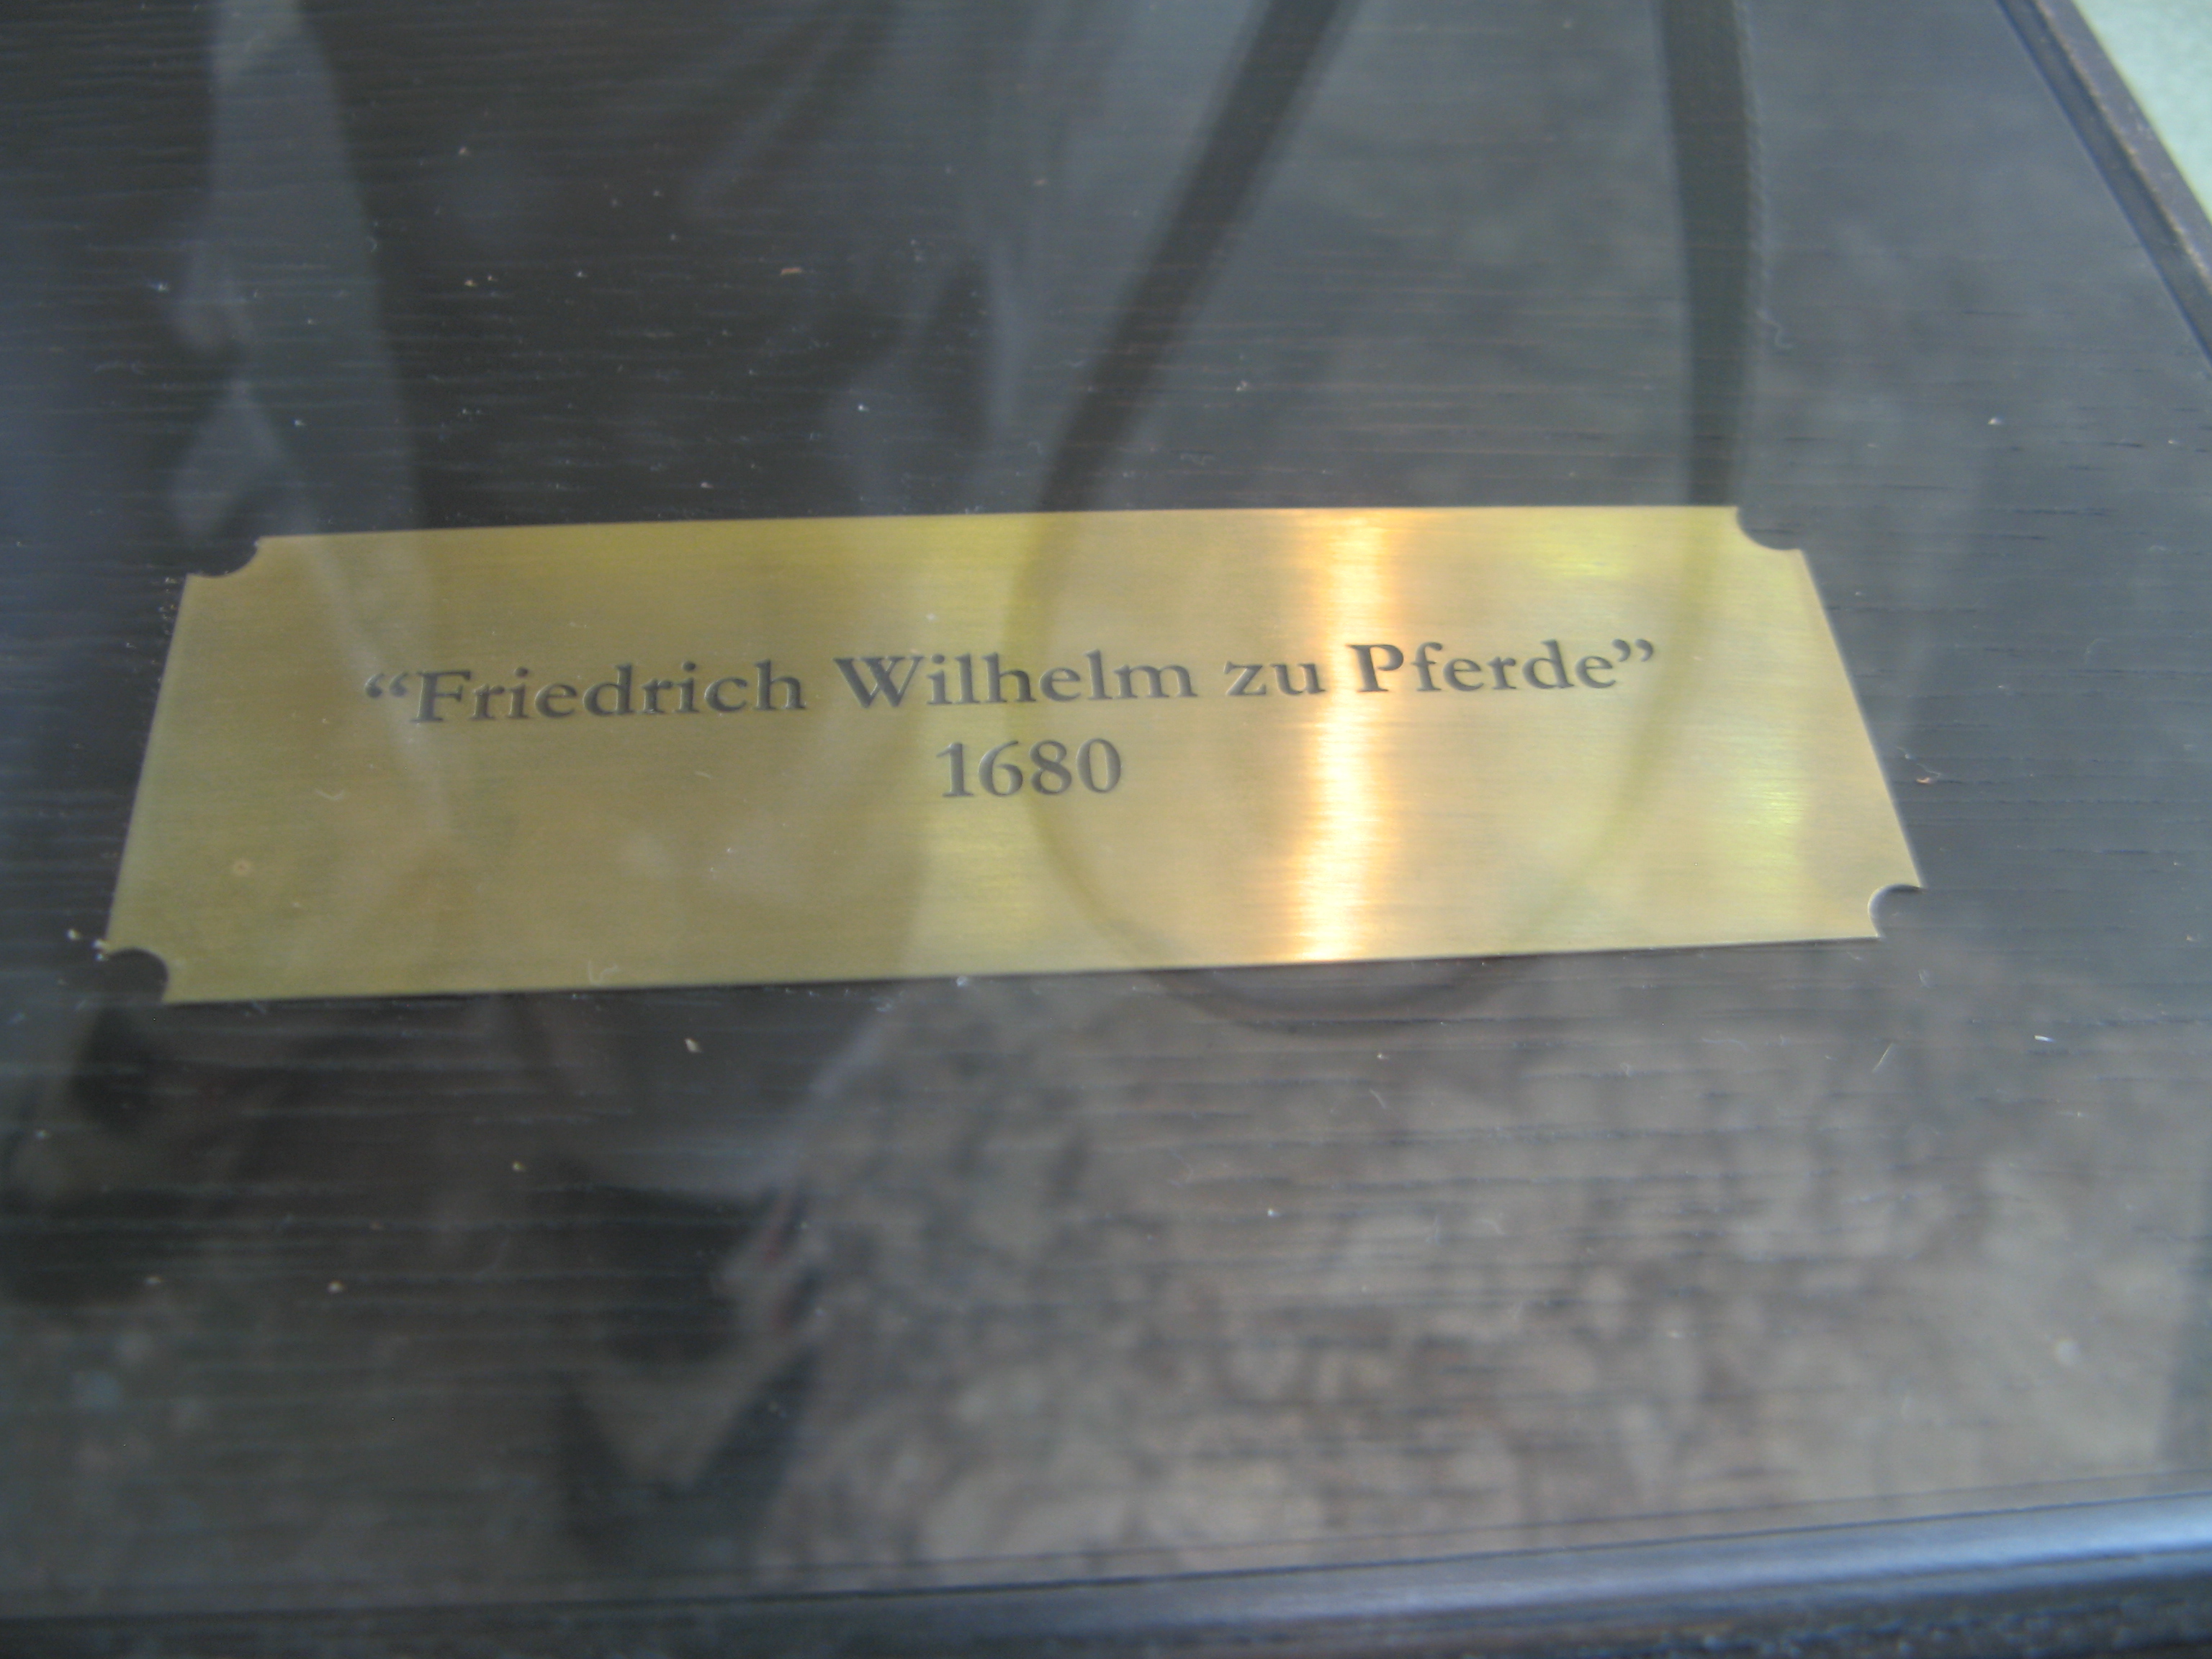 “Friedrich Wilhelm zu Pferde”
1680